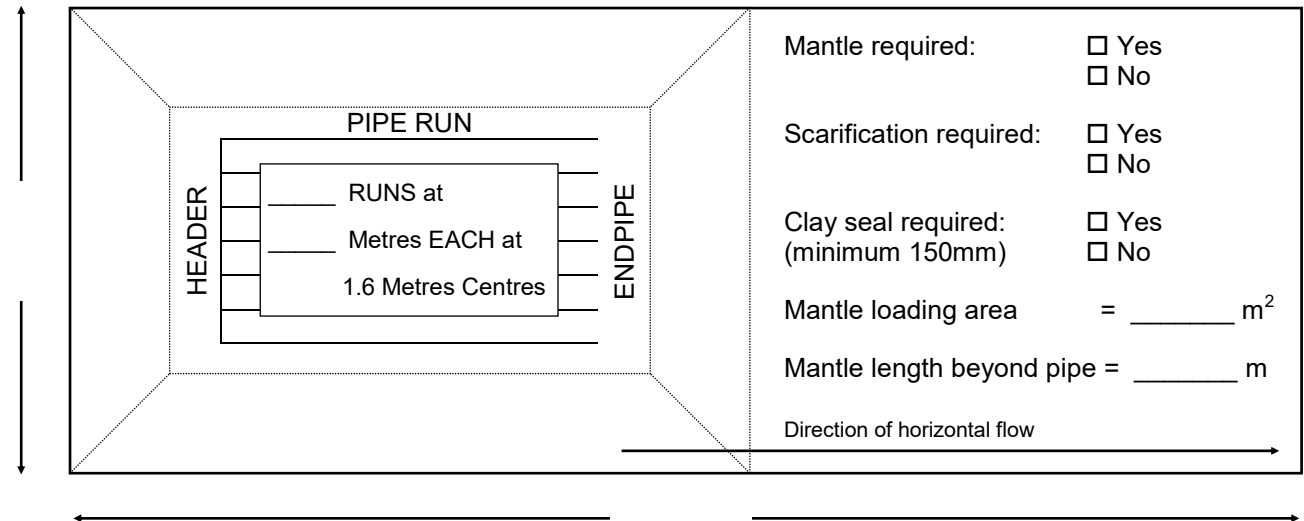 PIPE RUN
HEADER
______ RUNS at
______ Metres EACH at
1.6 Metres Centres
ENDPIPE
Mantle required: ☐ Yes
☐ No
Scarification required: ☐ Yes
☐ No
Clay seal required: ☐ Yes
(minimum 150mm) ☐ No
Mantle loading area = _______ m²
Mantle length beyond pipe = _______ m
Direction of horizontal flow